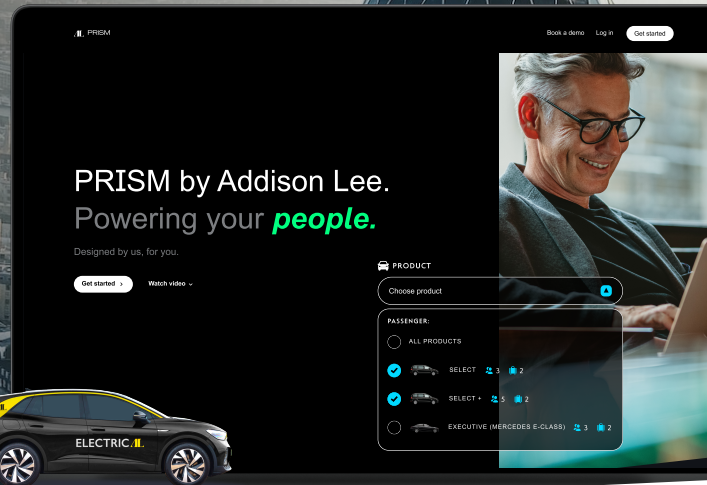 PRISM
Book a demo
Log in
Get started
PRISM by Addison Lee.
Powering your people.
Designed by us, for you.
Get started
Watch video
PRODUCT
Choose product
PASSENGER:
ALL PRODUCTS
SELECT 3 2
SELECT + 5 2
EXECUTIVE (MERCEDES E-CLASS) 3 2
ELECTRIC AL